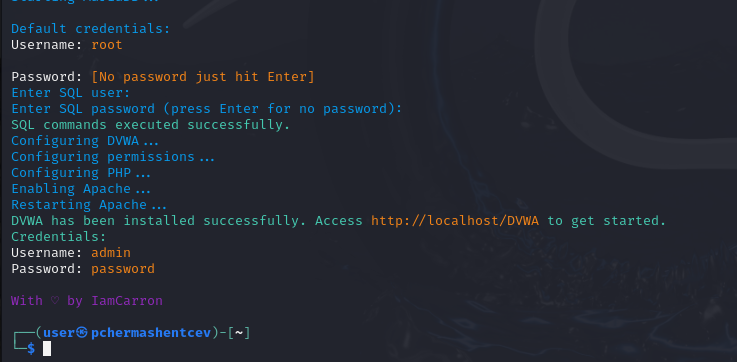 Default credentials:
Username: root
Password: [No password just hit Enter]
Enter SQL user:
Enter SQL password (press Enter for no password):
SQL commands executed successfully.
Configuring DVWA...
Configuring permissions...
Configuring PHP...
Enabling Apache...
Restarting Apache...
DVWA has been installed successfully. Access http://localhost/DVWA to get started.
Credentials:
Username: admin
Password: password
With ♡ by IamCarron
┌──(user㉿pchermashentcev)-[~]
└─$